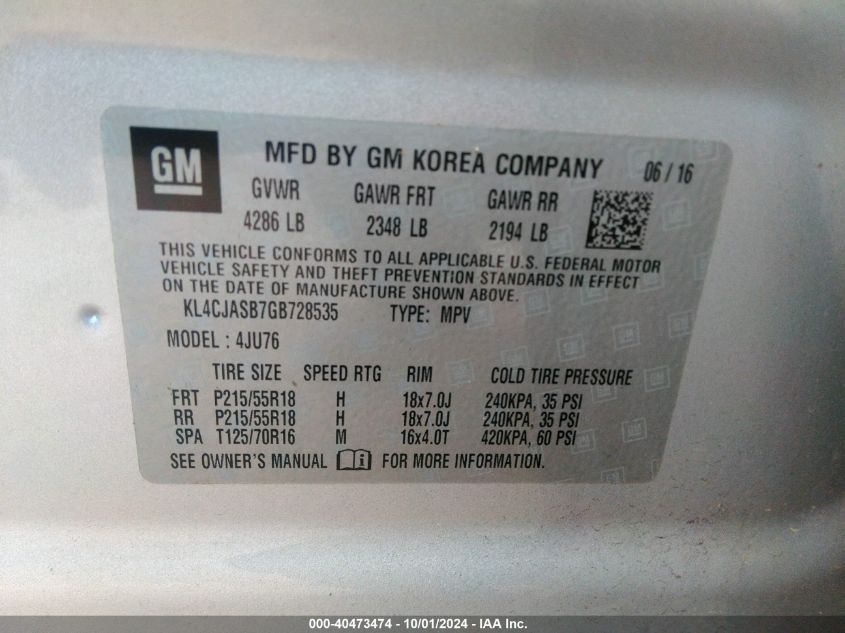 GM
MFD BY GM KOREA COMPANY 06/16
GVWR GAWR FRT GAWR RR
4286 LB 2348 LB 2194 LB
THIS VEHICLE CONFORMS TO ALL APPLICABLE U.S. FEDERAL MOTOR
VEHICLE SAFETY AND THEFT PREVENTION STANDARDS IN EFFECT
ON THE DATE OF MANUFACTURE SHOWN ABOVE.
KL4CJASB7GB728535 TYPE: MPV
MODEL : 4JU76
TIRE SIZE SPEED RTG RIM COLD TIRE PRESSURE
FRT P215/55R18 H 18x7.0J 240KPA, 35 PSI
RR P215/55R18 H 18x7.0J 240KPA, 35 PSI
SPA T125/70R16 M 16x4.0T 420KPA, 60 PSI
SEE OWNER'S MANUAL FOR MORE INFORMATION.
000-40473474 - 10/01/2024 - IAA Inc.